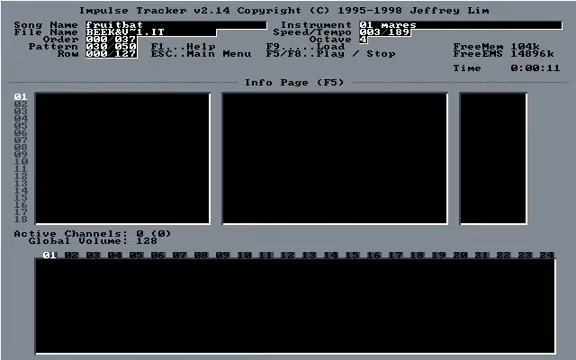 Impulse Tracker v2.14 Copyright (C) 1995-1998 Jeffrey Lim
Song Name fruitbat Instrument 01 mares
File Name BEEK&V~1.IT Speed/Tempo 003/189
Order 000/037 Octave 4
Pattern 030/050 F1...Help F9....Load FreeMem 104k
Row 000/127 ESC..Main Menu F5/F8..Play / Stop FreeEMS 14896k
Time 0:00:11
Info Page (F5)
01
02
03
04
05
06
07
08
09
10
11
12
13
14
15
16
17
18
Active Channels: 0 (0)
Global Volume: 128
01 02 03 04 05 06 07 08 09 10 11 12 13 14 15 16 17 18 19 20 21 22 23 24